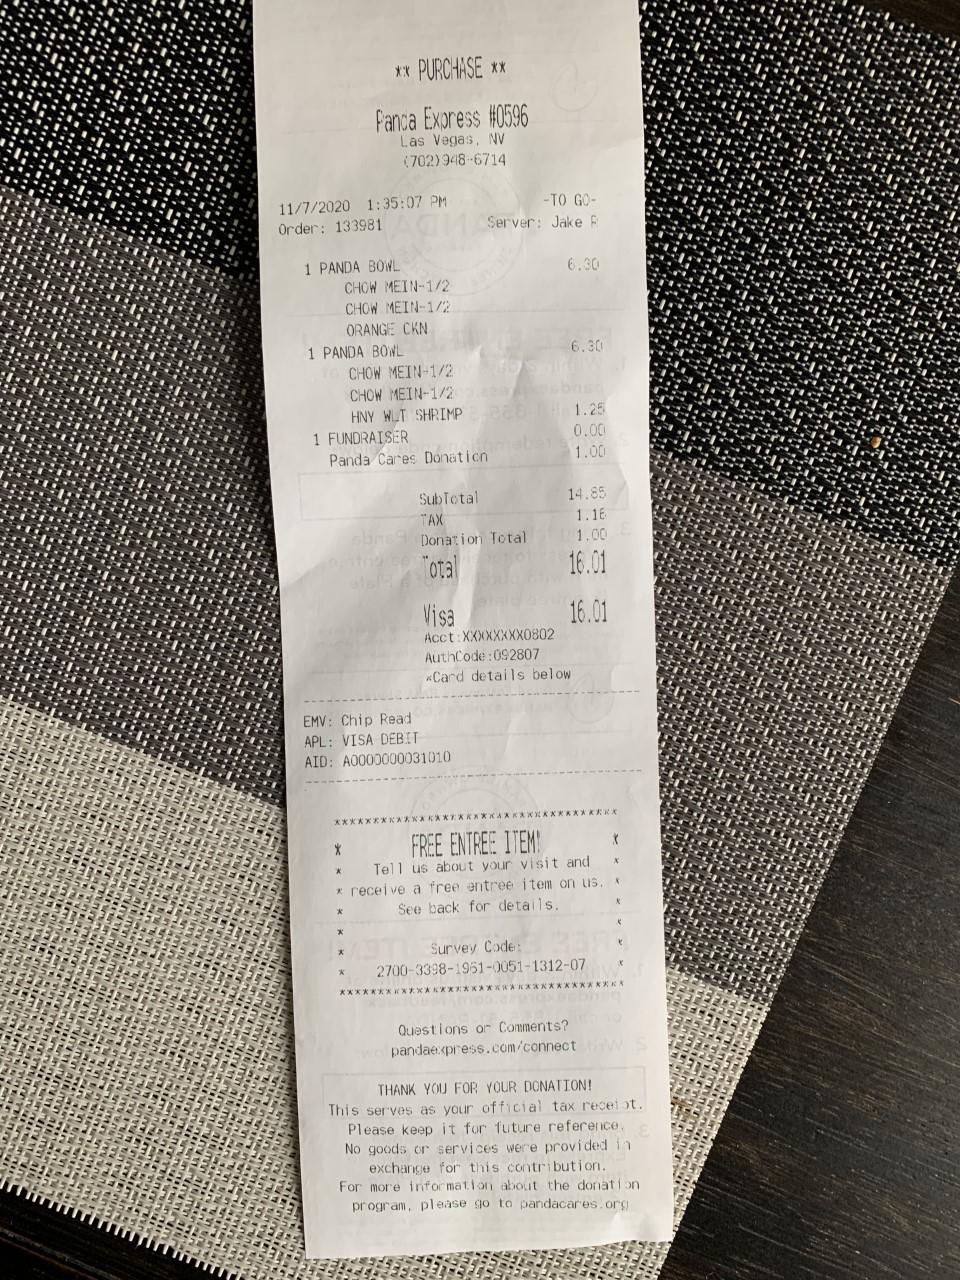 ** PURCHASE **
Panda Express #0596
Las Vegas, NV
(702)948-6714
11/7/2020 1:35:07 PM -TO GO-
Order: 133981 Server: Jake R
1 PANDA BOWL 6.30
CHOW MEIN-1/2
CHOW MEIN-1/2
ORANGE CKN
1 PANDA BOWL 6.30
CHOW MEIN-1/2
CHOW MEIN-1/2
HNY WLT SHRIMP 1.25
1 FUNDRAISER 0.00
Panda Cares Donation 1.00
SubTotal 14.85
TAX 1.16
Donation Total 1.00
Total 16.01
Visa 16.01
Acct:XXXXXXXX0802
AuthCode:092807
*Card details below
EMV: Chip Read
APL: VISA DEBIT
AID: A0000000031010
************************************
* FREE ENTREE ITEM! *
* Tell us about your visit and *
* receive a free entree item on us. *
* See back for details. *
* *
* Survey Code: *
* 2700-3398-1961-0051-1312-07 *
************************************
Questions or Comments?
pandaexpress.com/connect
THANK YOU FOR YOUR DONATION!
This serves as your official tax receipt.
Please keep it for future reference.
No goods or services were provided in
exchange for this contribution.
For more information about the donation
program, please go to pandacares.org